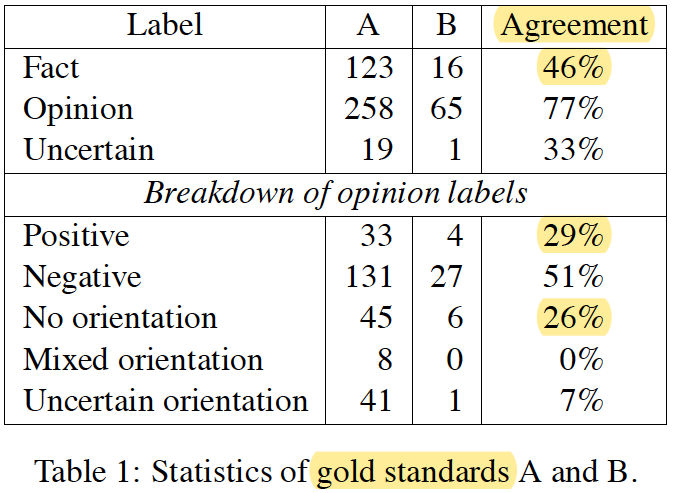 Label A B Agreement
Fact 123 16 46%
Opinion 258 65 77%
Uncertain 19 1 33%
Breakdown of opinion labels
Positive 33 4 29%
Negative 131 27 51%
No orientation 45 6 26%
Mixed orientation 8 0 0%
Uncertain orientation 41 1 7%
Table 1: Statistics of gold standards A and B.